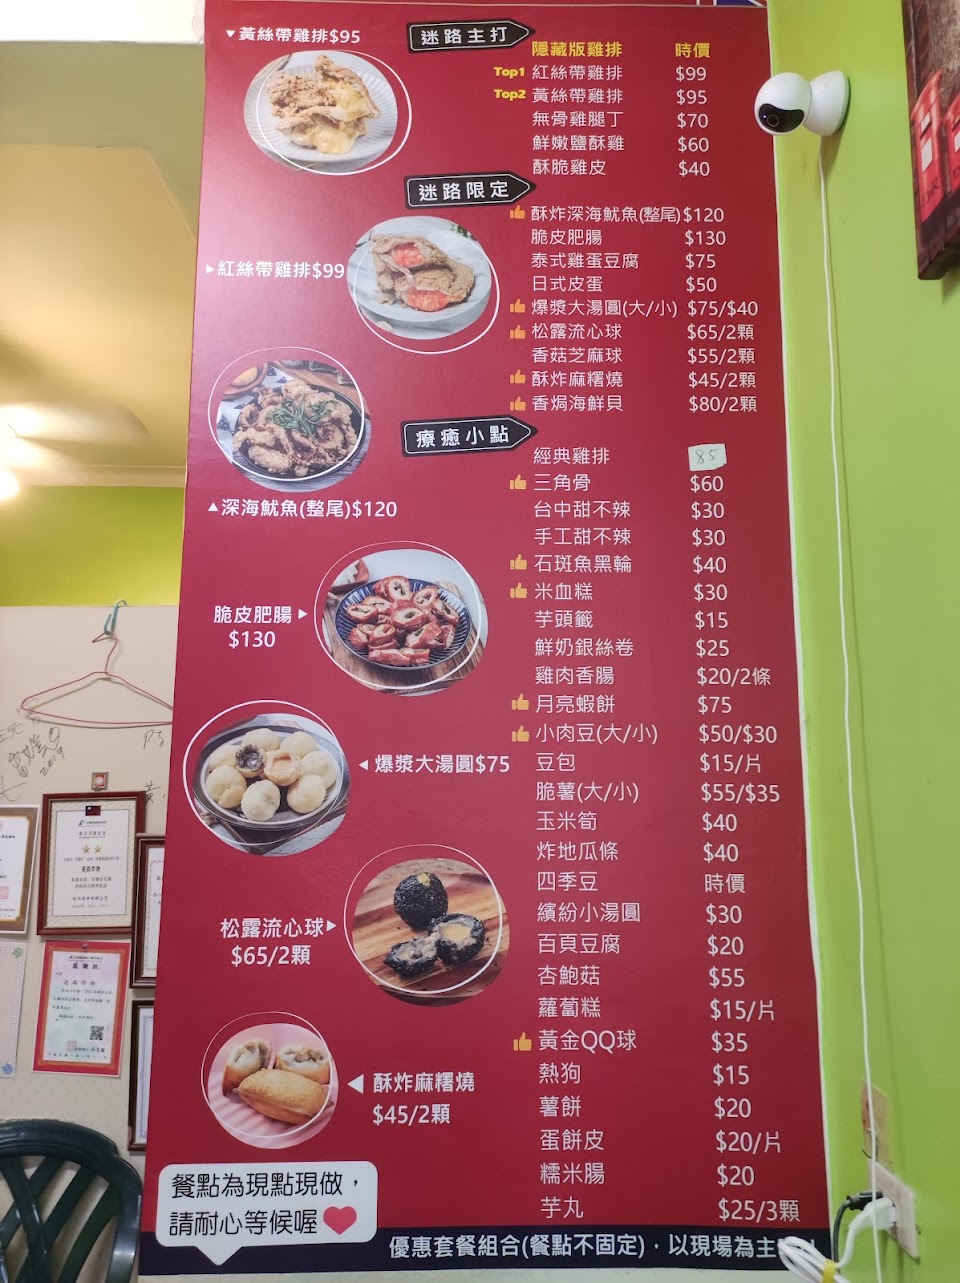 ▼黃絲帶雞排$95
迷路主打
隱藏版雞排 時價
Top1 紅絲帶雞排 $99
Top2 黃絲帶雞排 $95
無骨雞腿丁 $70
鮮嫩鹽酥雞 $60
酥脆雞皮 $40
迷路限定
酥炸深海魷魚(整尾) $120
脆皮肥腸 $130
泰式雞蛋豆腐 $75
日式皮蛋 $50
爆漿大湯圓(大/小) $75/$40
松露流心球 $65/2顆
香菇芝麻球 $55/2顆
酥炸麻糬燒 $45/2顆
香焗海鮮貝 $80/2顆
▶紅絲帶雞排$99
療癒小點
經典雞排 85
三角骨 $60
台中甜不辣 $30
手工甜不辣 $30
石斑魚黑輪 $40
米血糕 $30
芋頭籤 $15
鮮奶銀絲卷 $25
雞肉香腸 $20/2條
月亮蝦餅 $75
小肉豆(大/小) $50/$30
豆包 $15/片
脆薯(大/小) $55/$35
玉米筍 $40
炸地瓜條 $40
四季豆 時價
繽紛小湯圓 $30
百頁豆腐 $20
杏鮑菇 $55
蘿蔔糕 $15/片
黃金QQ球 $35
熱狗 $15
薯餅 $20
蛋餅皮 $20/片
糯米腸 $20
芋丸 $25/3顆
▲深海魷魚(整尾)$120
脆皮肥腸▶
$130
◀爆漿大湯圓$75
松露流心球▶
$65/2顆
◀酥炸麻糬燒
$45/2顆
餐點為現點現做，
請耐心等候喔
優惠套餐組合(餐點不固定)，以現場為主
感謝狀
2019